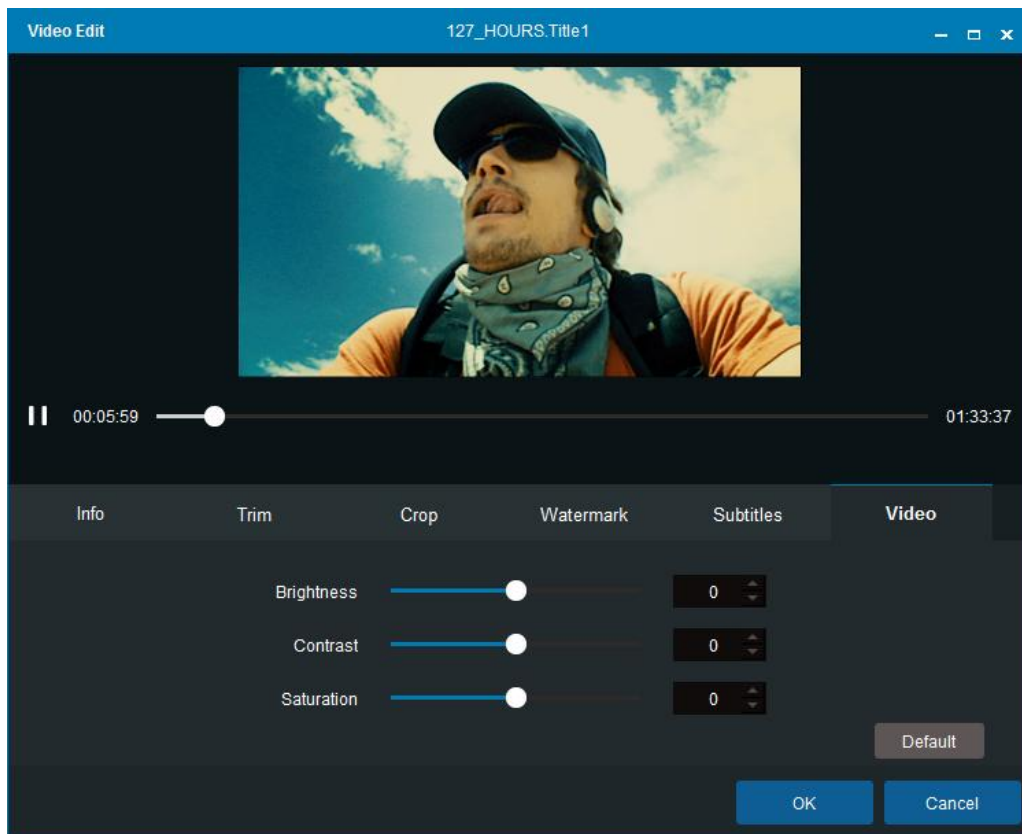 Video Edit 127_HOURS.Title1
00:05:59 01:33:37
Info Trim Crop Watermark Subtitles Video
Brightness 0
Contrast 0
Saturation 0
Default
OK Cancel